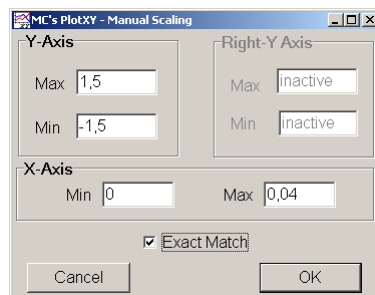 MC's PlotXY - Manual Scaling
Y-Axis
Max 1,5
Min -1,5
Right-Y Axis
Max inactive
Min inactive
X-Axis
Min 0 Max 0,04
Exact Match
Cancel OK